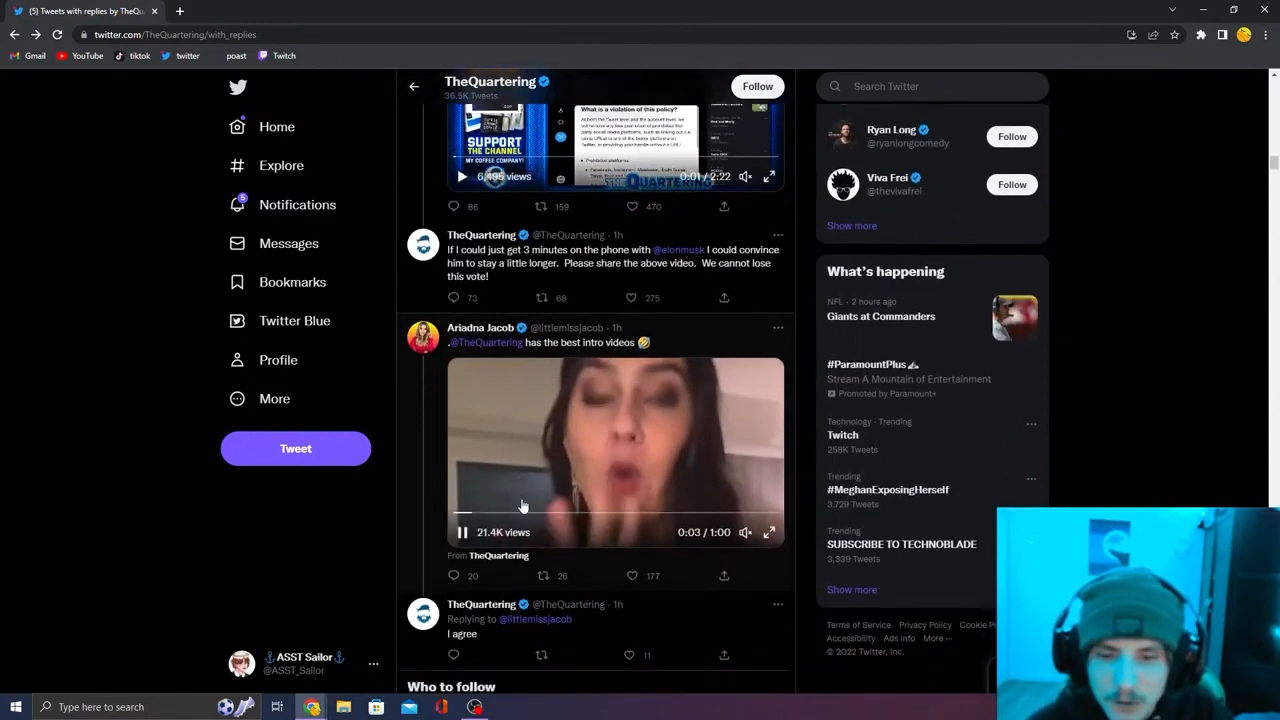 (5) Tweets with replies by TheQu
twitter.com/TheQuartering/with_replies
Gmail
YouTube
tiktok
twitter
poast
Twitch
Home
Explore
5
Notifications
Messages
Bookmarks
Twitter Blue
Profile
More
Tweet
⚓ASST Sailor⚓
@ASST_Sailor
TheQuartering
36.5K Tweets
Follow
SUPPORT
THE CHANNEL
MY COFFEE COMPANY!
What is a violation of this policy?
THEQUARTERING
6,495 views
0:01 / 2:22
86
159
470
TheQuartering @TheQuartering · 1h
If I could just get 3 minutes on the phone with @elonmusk I could convince
him to stay a little longer. Please share the above video. We cannot lose
this vote!
73
68
275
Ariadna Jacob @littlemissjacob · 1h
.@TheQuartering has the best intro videos 🤣
21.4K views
0:03 / 1:00
From TheQuartering
20
26
177
TheQuartering @TheQuartering · 1h
Replying to @littlemissjacob
I agree
11
Who to follow
Search Twitter
Ryan Long
@ryanlongcomedy
Follow
Viva Frei
@thevivafrei
Follow
Show more
What's happening
NFL · 2 hours ago
Giants at Commanders
#ParamountPlus
Stream A Mountain of Entertainment
Promoted by Paramount+
Technology · Trending
Twitch
258K Tweets
Trending
#MeghanExposingHerself
3,729 Tweets
Trending
SUBSCRIBE TO TECHNOBLADE
3,339 Tweets
Show more
Terms of Service Privacy Policy Cookie P
Accessibility Ads info More ···
© 2022 Twitter, Inc.
Type here to search